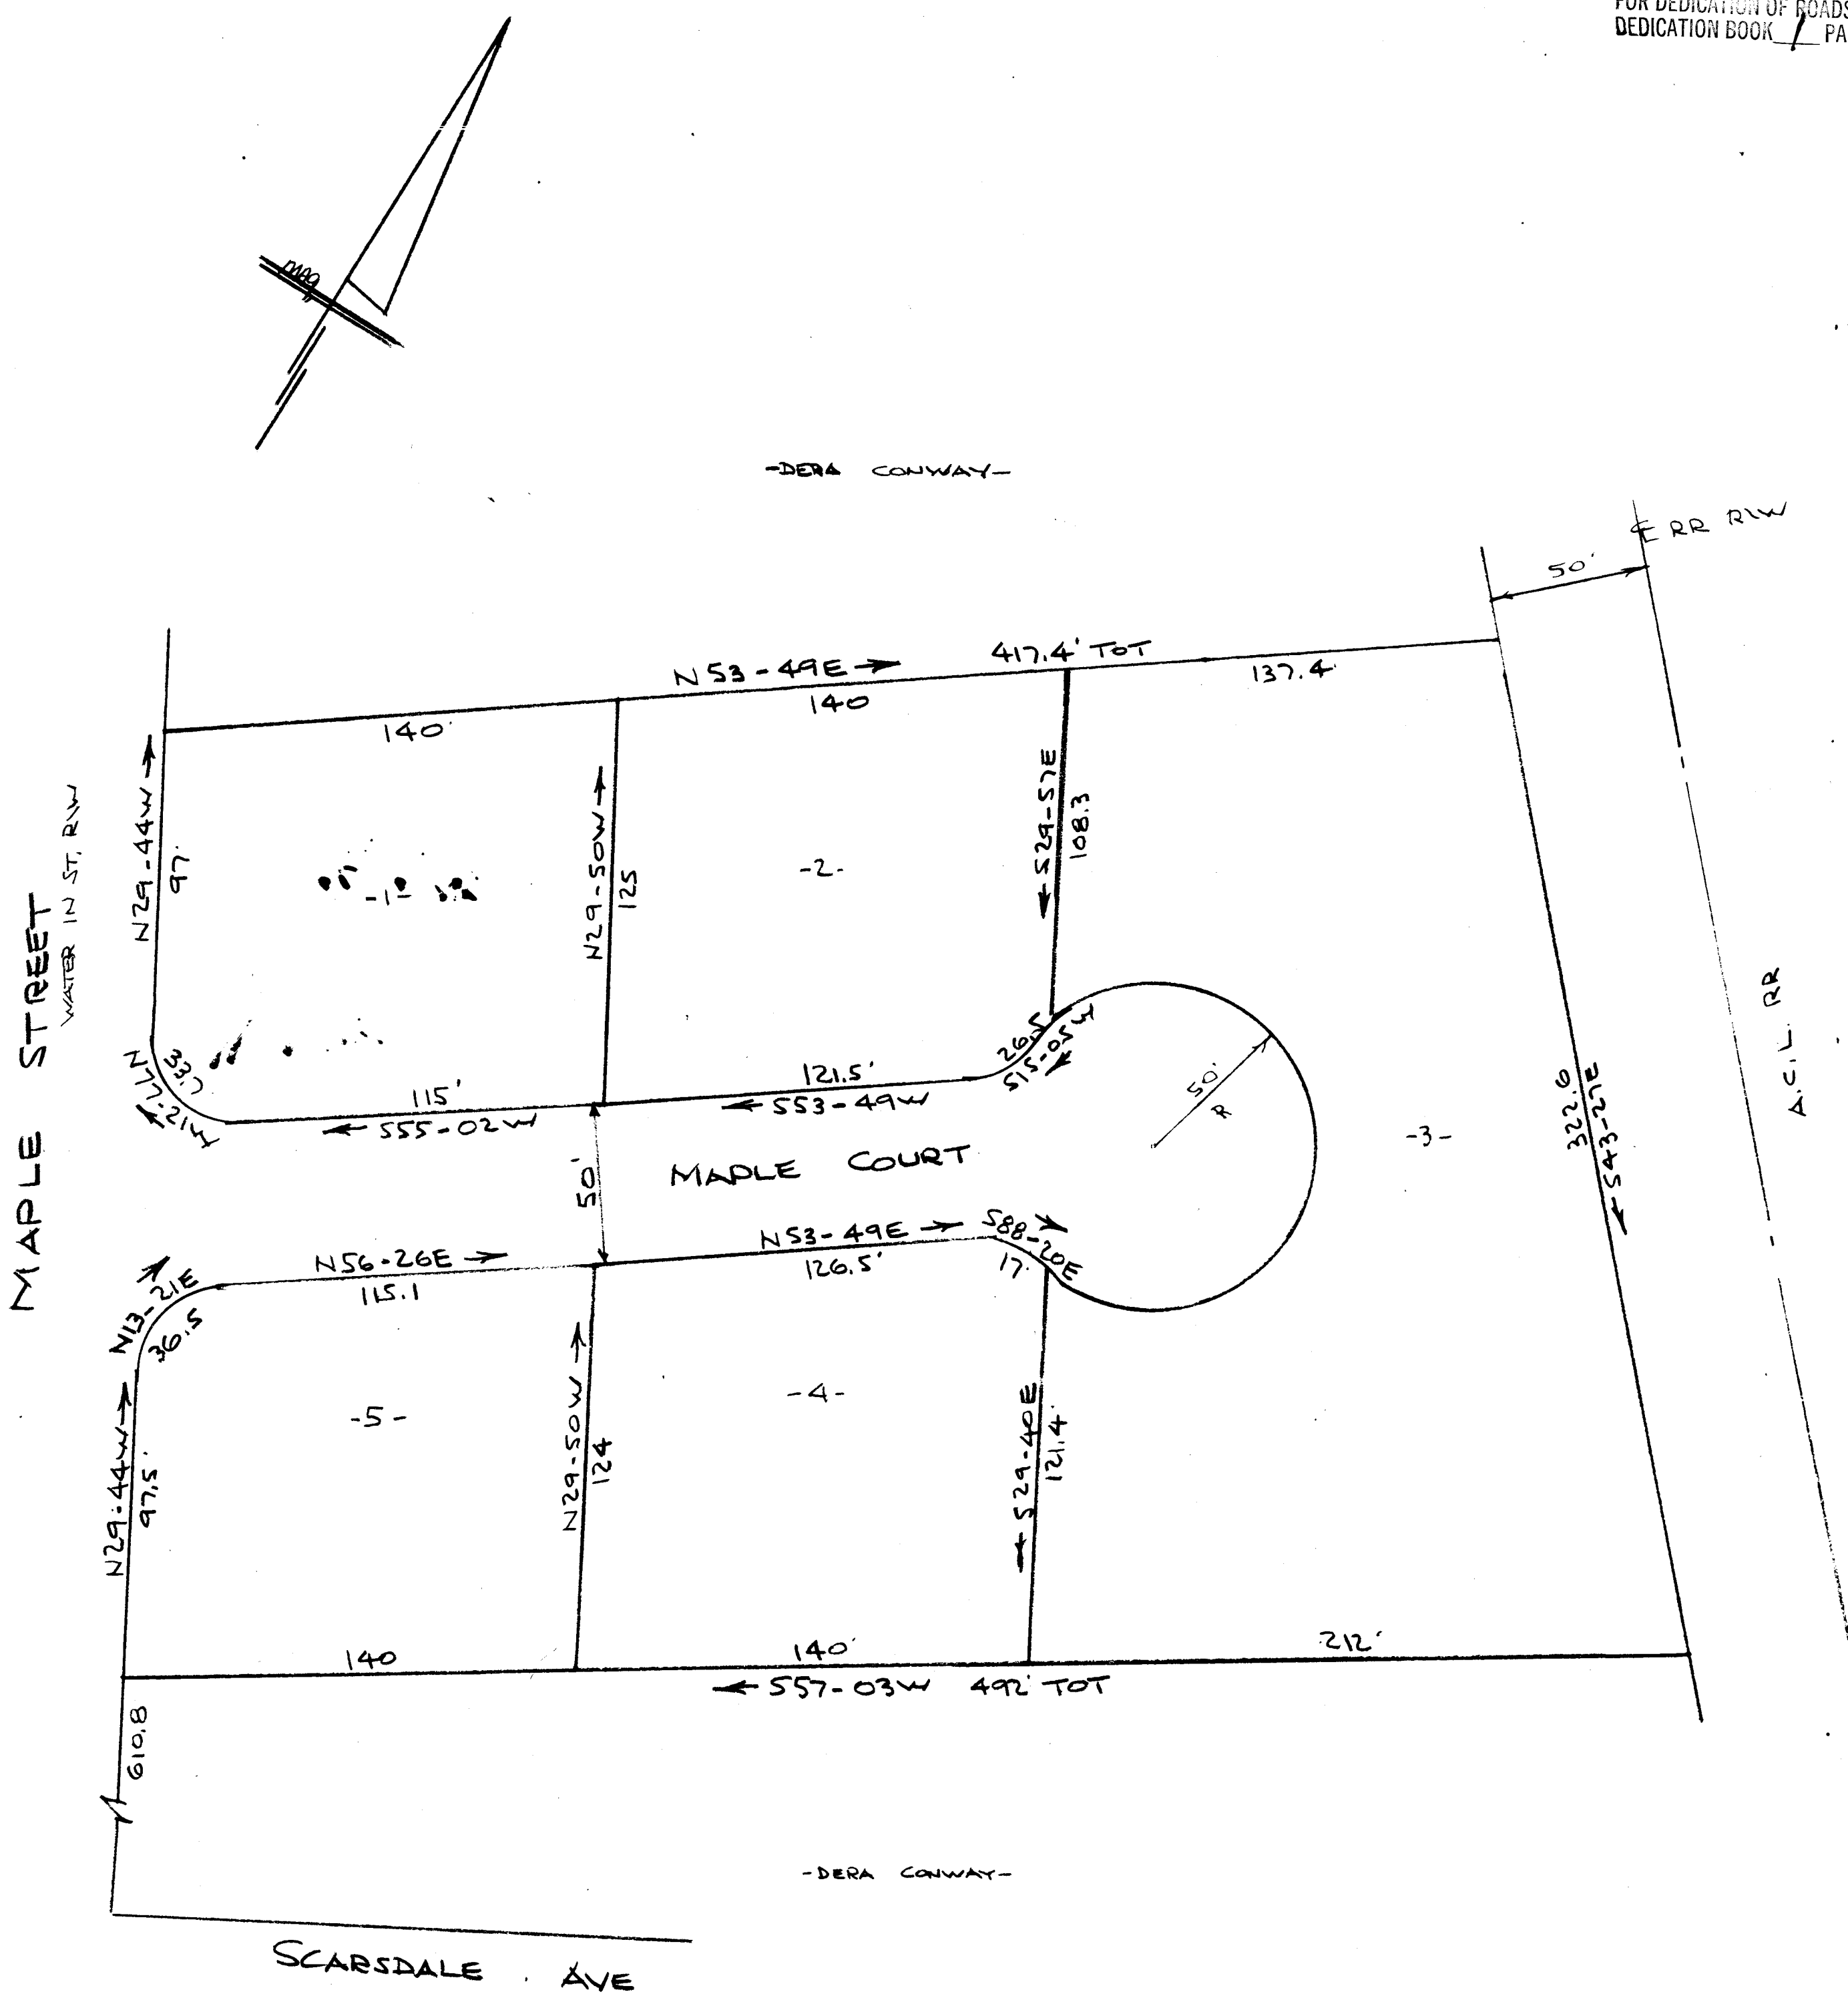 FOR DEDICATION OF ROADS
DEDICATION BOOK 1 PA
MAG
-DERA CONWAY-
℄ RR R/W
50'
N53-49E → 417.4' TOT
140'
140
137.4
N29-44W →
97'
WATER IN ST. R/W
MAPLE STREET
-1-
N29-50W →
125
-2-
← S29-57E
108.3
N77-21W
33.7
115'
← S55-02W
121.5'
← S53-49W
26.5
S15-05W
50'
R
-3-
322.6
← S43-27E
A.C.L. RR
50'
MAPLE COURT
N13-21E
36.5
N56-26E →
115.1
N53-49E →
126.5'
S88-20E
17.
N29-44W →
97.5'
-5-
N29-50W →
124
-4-
← S29-40E
121.4
140
140'
212'
← S57-03W 492' TOT
610.8
-DERA CONWAY-
SCARSDALE AVE